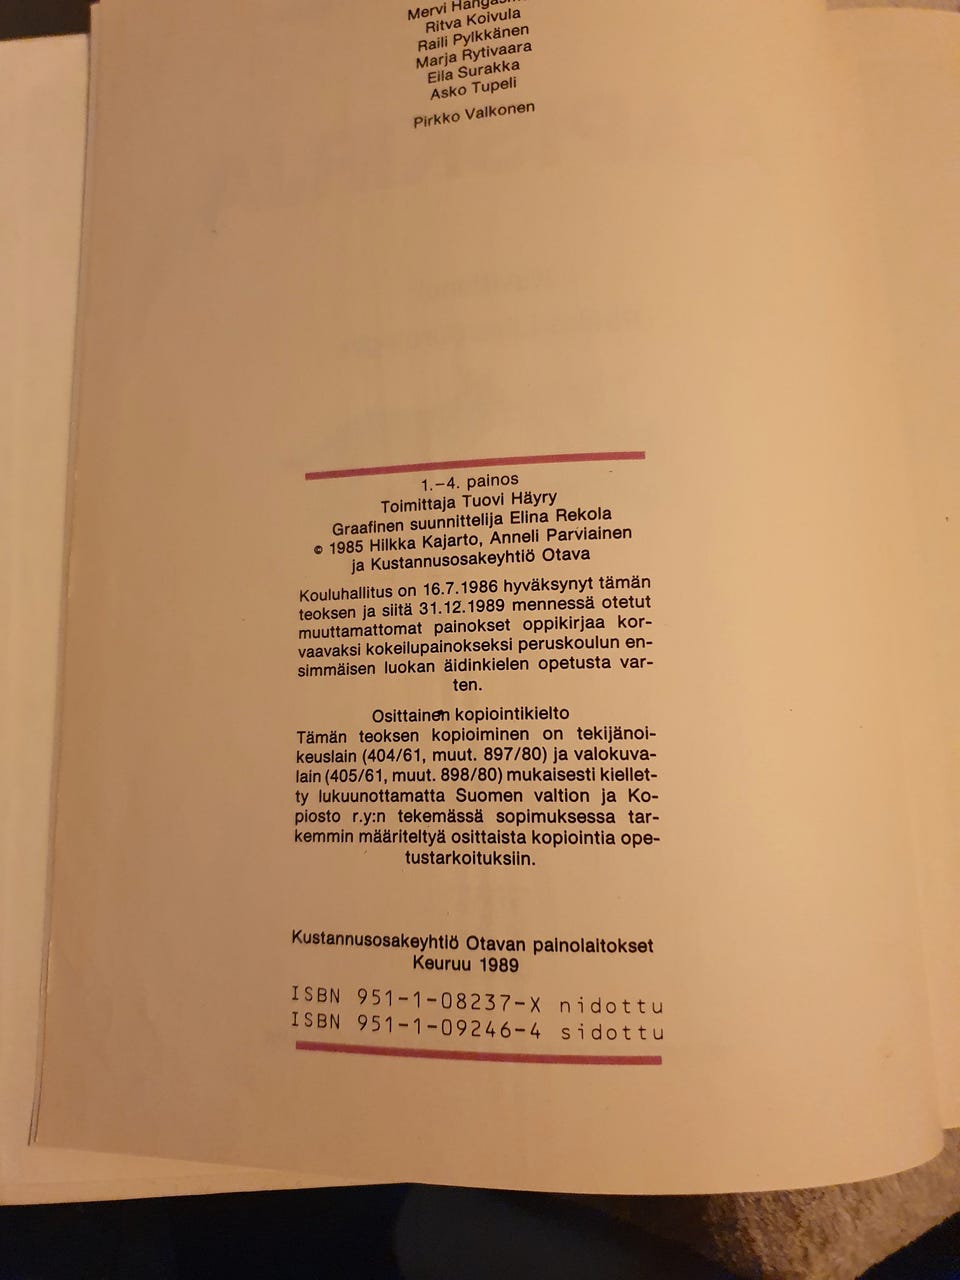 Mervi
Ritva Koivula
Raili Pylkkänen
Marja Rytivaara
Eila Surakka
Asko Tupeli
Pirkko Valkonen
1.–4. painos
Toimittaja Tuovi Häyry
Graafinen suunnittelija Elina Rekola
© 1985 Hilkka Kajarto, Anneli Parviainen
ja Kustannusosakeyhtiö Otava
Kouluhallitus on 16.7.1986 hyväksynyt tämän
teoksen ja siitä 31.12.1989 mennessä otetut
muuttamattomat painokset oppikirjaa kor-
vaavaksi kokeilupainokseksi peruskoulun en-
simmäisen luokan äidinkielen opetusta var-
ten.
Osittainen kopiointikielto
Tämän teoksen kopioiminen on tekijänoi-
keuslain (404/61, muut. 897/80) ja valokuva-
lain (405/61, muut. 898/80) mukaisesti kiellet-
ty lukuunottamatta Suomen valtion ja Ko-
piosto r.y:n tekemässä sopimuksessa tar-
kemmin määriteltyä osittaista kopiointia ope-
tustarkoituksiin.
Kustannusosakeyhtiö Otavan painolaitokset
Keuruu 1989
ISBN 951-1-08237-X nidottu
ISBN 951-1-09246-4 sidottu